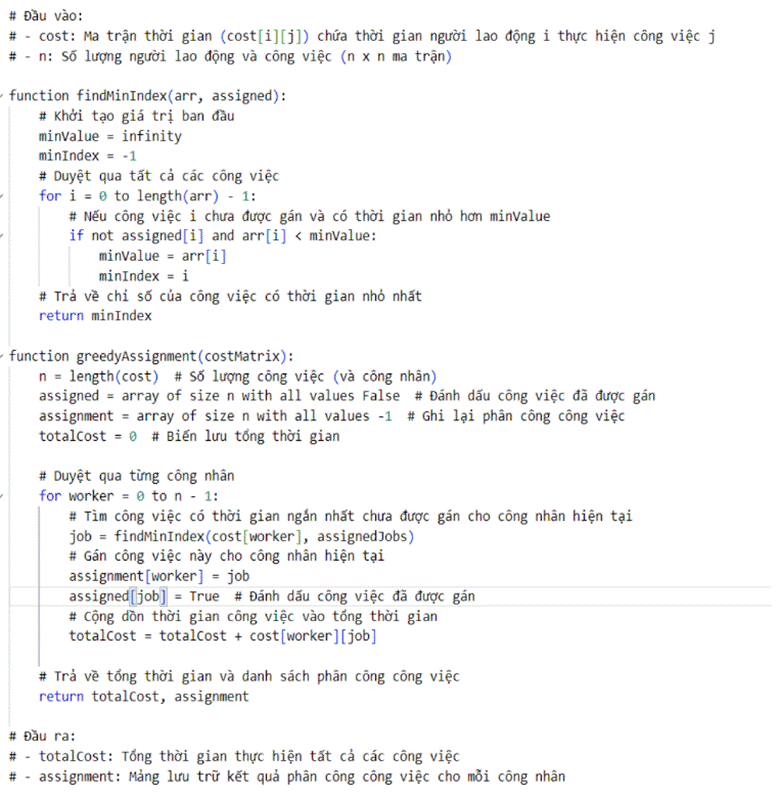 # Đầu vào:
# - cost: Ma trận thời gian (cost[i][j]) chứa thời gian người lao động i thực hiện công việc j
# - n: Số lượng người lao động và công việc (n x n ma trận)
function findMinIndex(arr, assigned):
# Khởi tạo giá trị ban đầu
minValue = infinity
minIndex = -1
# Duyệt qua tất cả các công việc
for i = 0 to length(arr) - 1:
# Nếu công việc i chưa được gán và có thời gian nhỏ hơn minValue
if not assigned[i] and arr[i] < minValue:
minValue = arr[i]
minIndex = i
# Trả về chỉ số của công việc có thời gian nhỏ nhất
return minIndex
function greedyAssignment(costMatrix):
n = length(cost)  # Số lượng công việc (và công nhân)
assigned = array of size n with all values False  # Đánh dấu công việc đã được gán
assignment = array of size n with all values -1  # Ghi lại phân công công việc
totalCost = 0  # Biến lưu tổng thời gian
# Duyệt qua từng công nhân
for worker = 0 to n - 1:
# Tìm công việc có thời gian ngắn nhất chưa được gán cho công nhân hiện tại
job = findMinIndex(cost[worker], assignedJobs)
# Gán công việc này cho công nhân hiện tại
assignment[worker] = job
assigned[job] = True  # Đánh dấu công việc đã được gán
# Cộng dồn thời gian công việc vào tổng thời gian
totalCost = totalCost + cost[worker][job]
# Trả về tổng thời gian và danh sách phân công công việc
return totalCost, assignment
# Đầu ra:
# - totalCost: Tổng thời gian thực hiện tất cả các công việc
# - assignment: Mảng lưu trữ kết quả phân công công việc cho mỗi công nhân